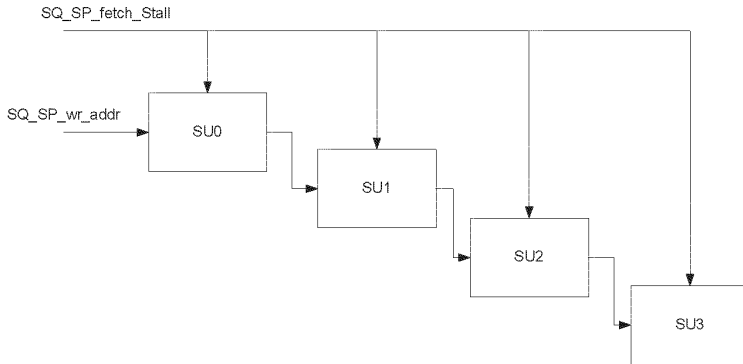 SQ_SP_fetch_Stall
SQ_SP_wr_addr
SU0
SU1
SU2
SU3